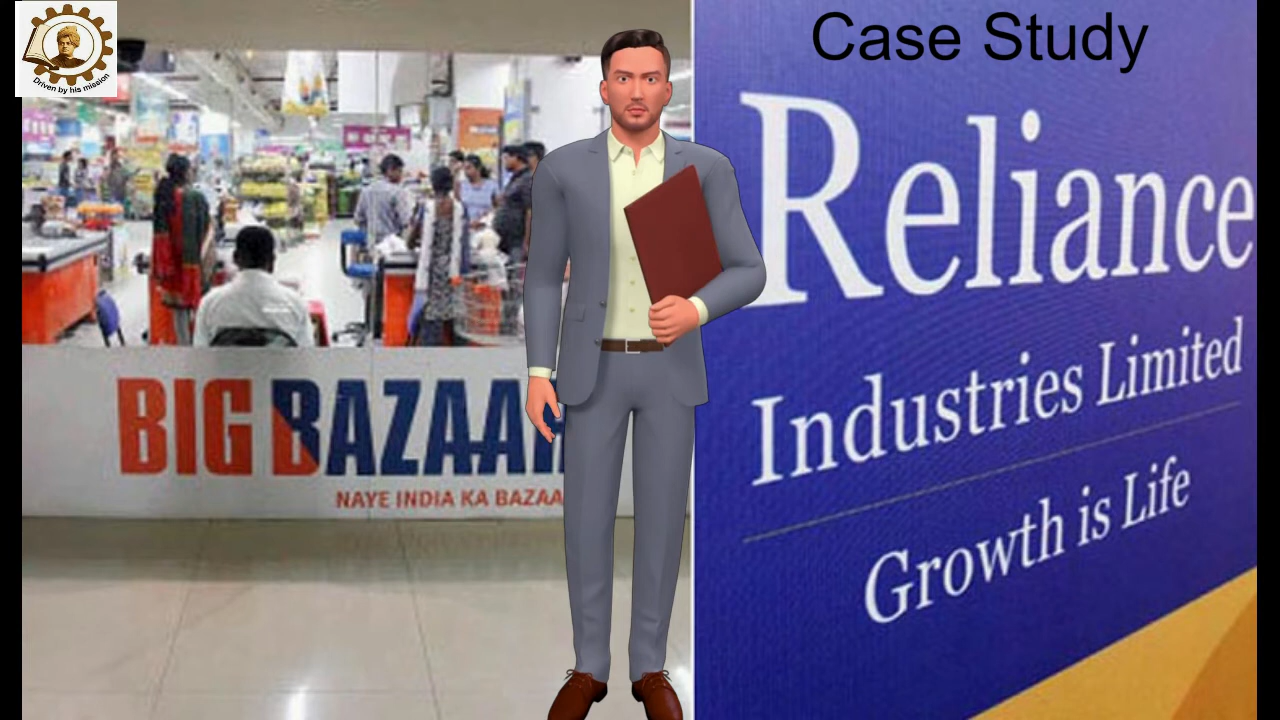 Driven by his mission
Case Study
BIG BAZAA
NAYE INDIA KA BAZAA
Reliance
Industries Limited
Growth is Life